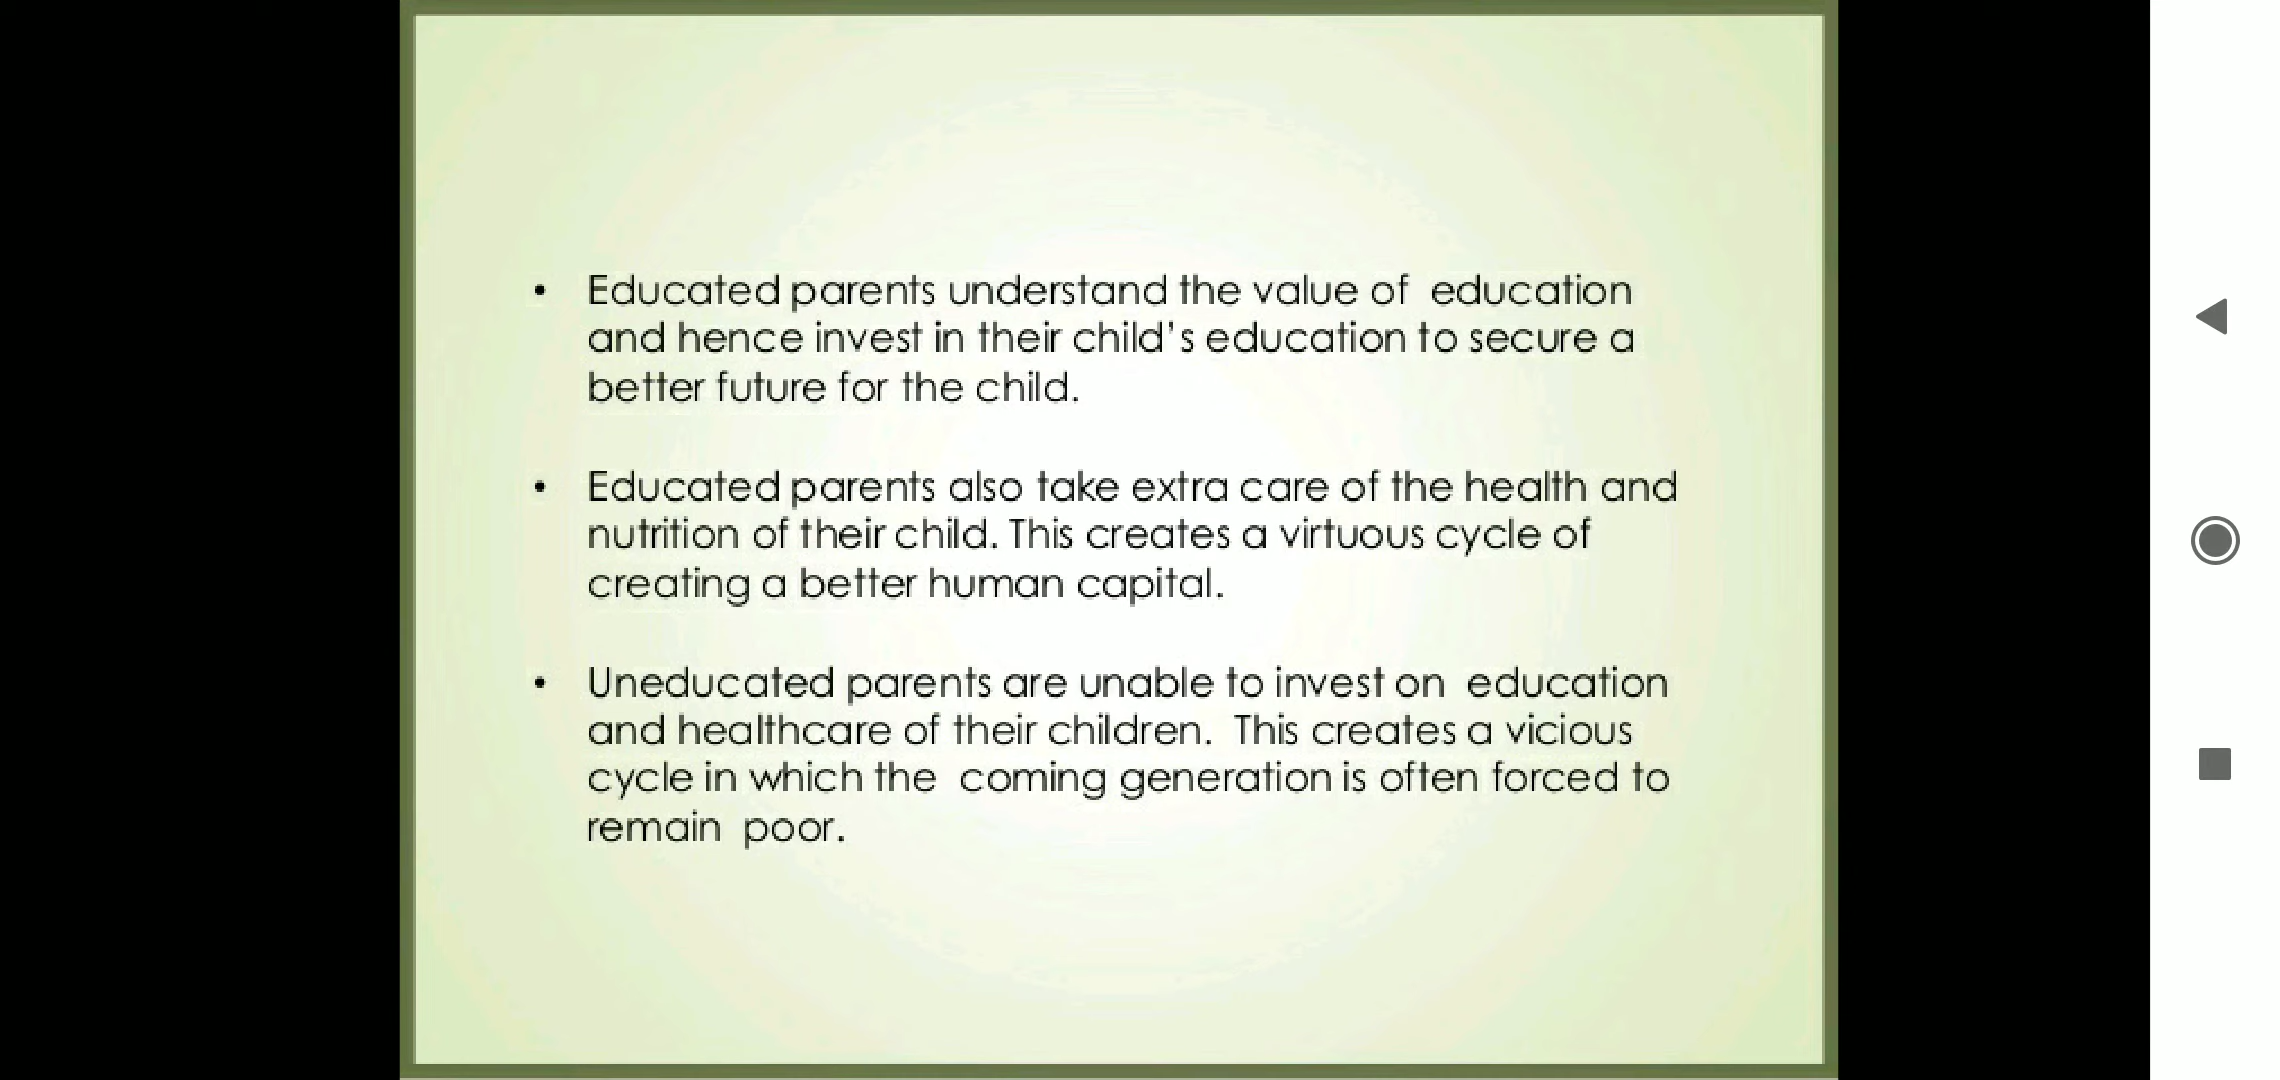 • Educated parents understand the value of education
and hence invest in their child's education to secure a
better future for the child.
• Educated parents also take extra care of the health and
nutrition of their child. This creates a virtuous cycle of
creating a better human capital.
• Uneducated parents are unable to invest on education
and healthcare of their children. This creates a vicious
cycle in which the coming generation is often forced to
remain poor.